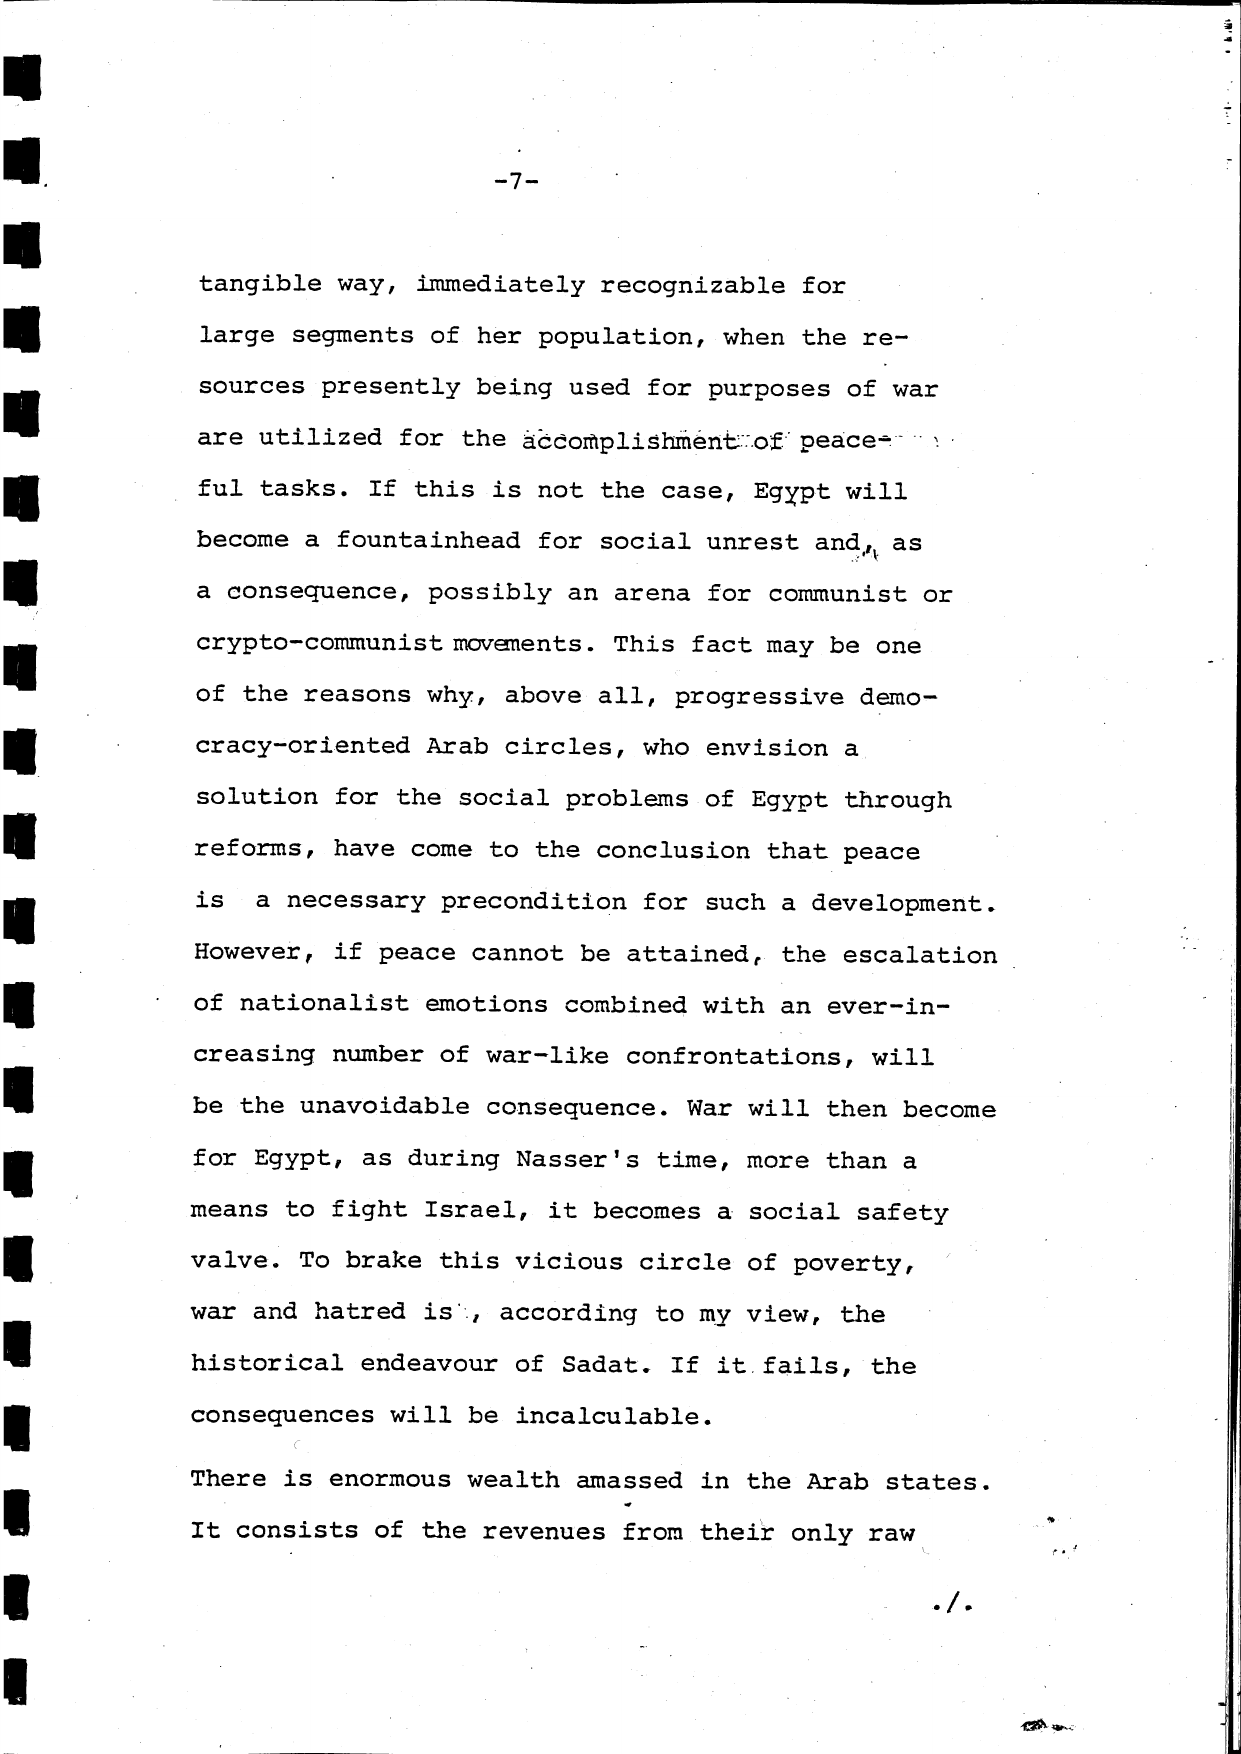 -7-
tangible way, immediately recognizable for
large segments of her population, when the re-
sources presently being used for purposes of war
are utilized for the accomplishment of peace-
ful tasks. If this is not the case, Egypt will
become a fountainhead for social unrest and, as
a consequence, possibly an arena for communist or
crypto-communist movements. This fact may be one
of the reasons why, above all, progressive demo-
cracy-oriented Arab circles, who envision a
solution for the social problems of Egypt through
reforms, have come to the conclusion that peace
is a necessary precondition for such a development.
However, if peace cannot be attained, the escalation
of nationalist emotions combined with an ever-in-
creasing number of war-like confrontations, will
be the unavoidable consequence. War will then become
for Egypt, as during Nasser's time, more than a
means to fight Israel, it becomes a social safety
valve. To brake this vicious circle of poverty,
war and hatred is , according to my view, the
historical endeavour of Sadat. If it fails, the
consequences will be incalculable.
There is enormous wealth amassed in the Arab states.
It consists of the revenues from their only raw
./.